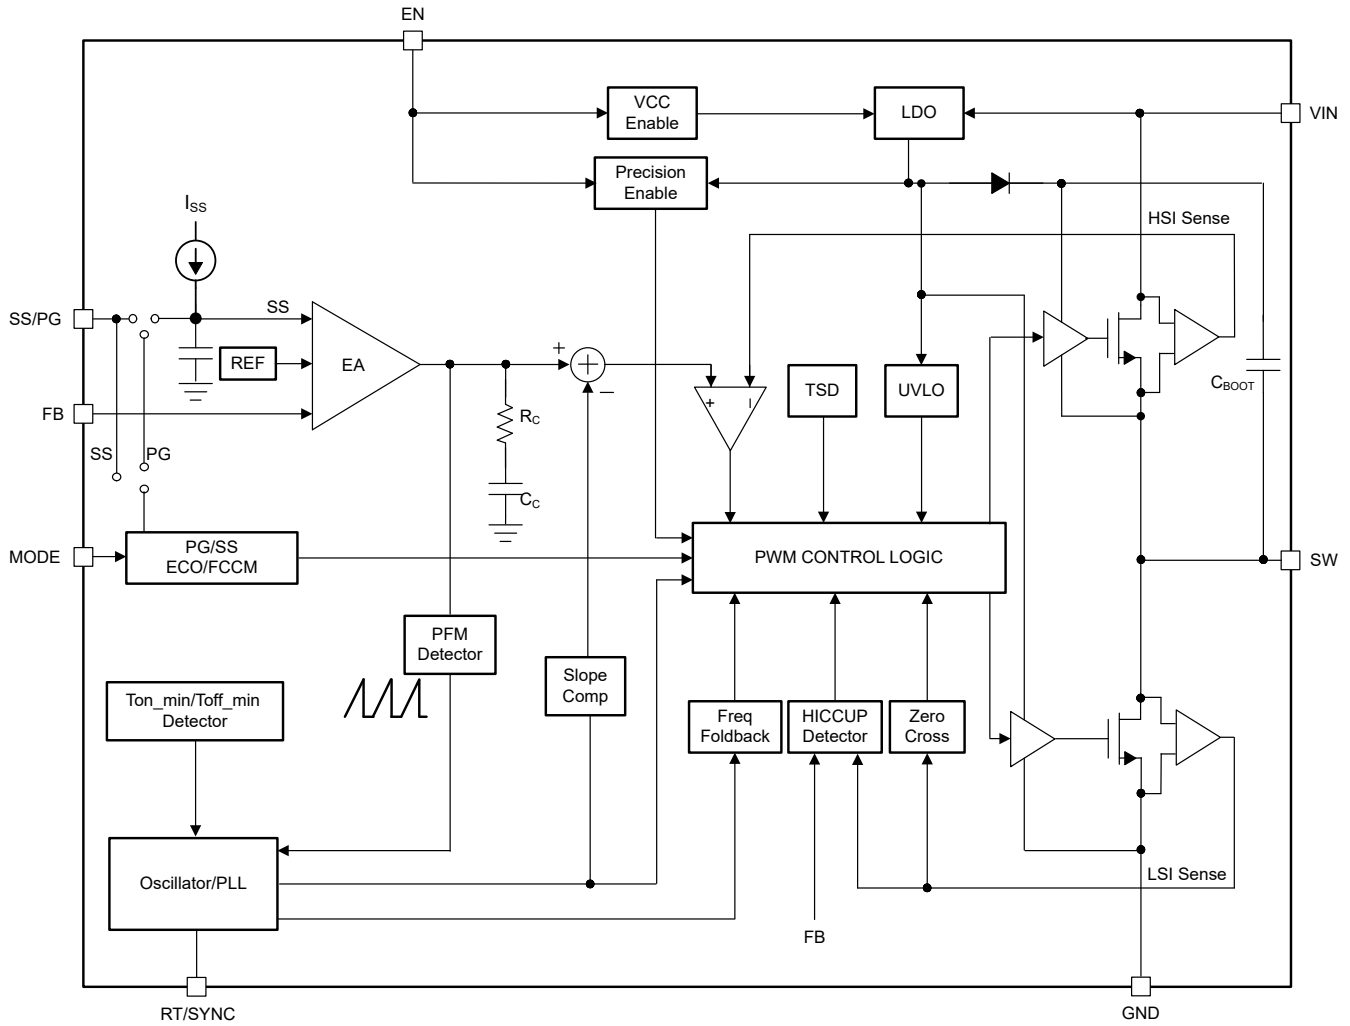 EN
VCC
Enable
LDO
VIN
Precision
Enable
ISS
HSI Sense
SS/PG
SS
REF
EA
+
+
−
FB
RC
TSD
UVLO
CBOOT
+
−
SS
PG
CC
MODE
PG/SS
ECO/FCCM
PWM CONTROL LOGIC
SW
PFM
Detector
Slope
Comp
Ton_min/Toff_min
Detector
Freq
Foldback
HICCUP
Detector
Zero
Cross
Oscillator/PLL
LSI Sense
FB
RT/SYNC
GND